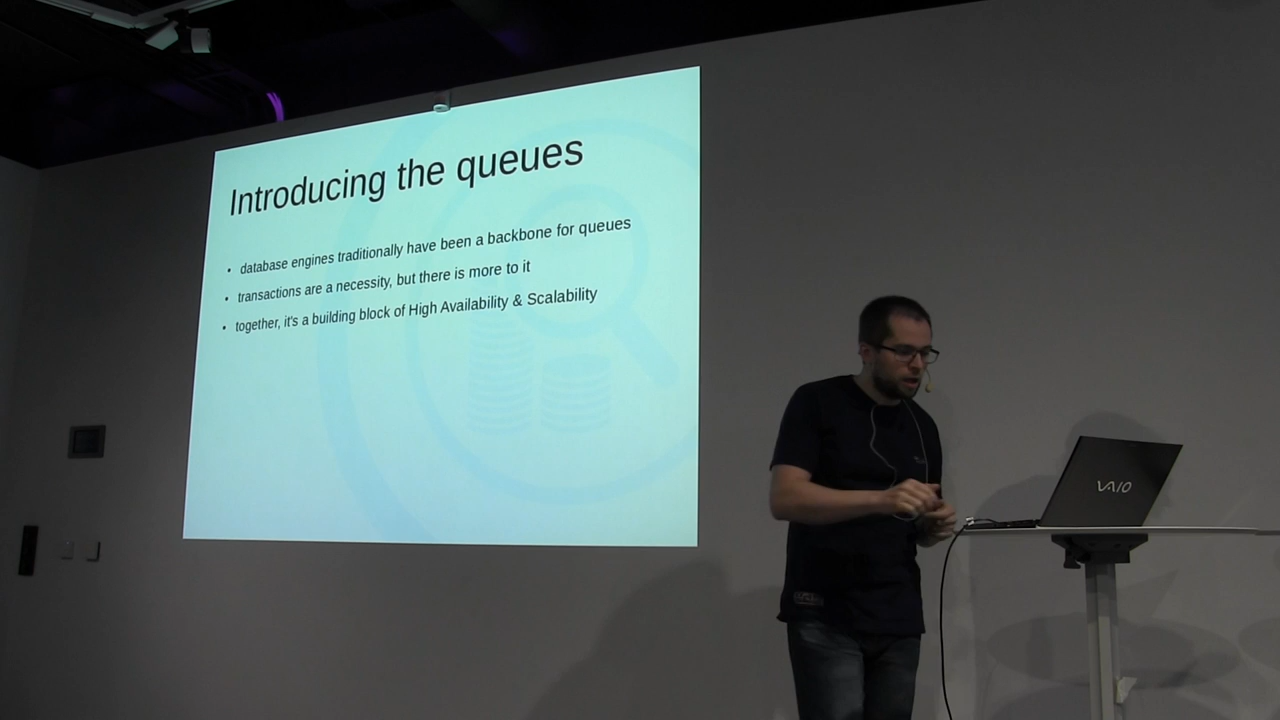 Introducing the queues
• database engines traditionally have been a backbone for queues
• transactions are a necessity, but there is more to it
• together, it's a building block of High Availability & Scalability
VAIO